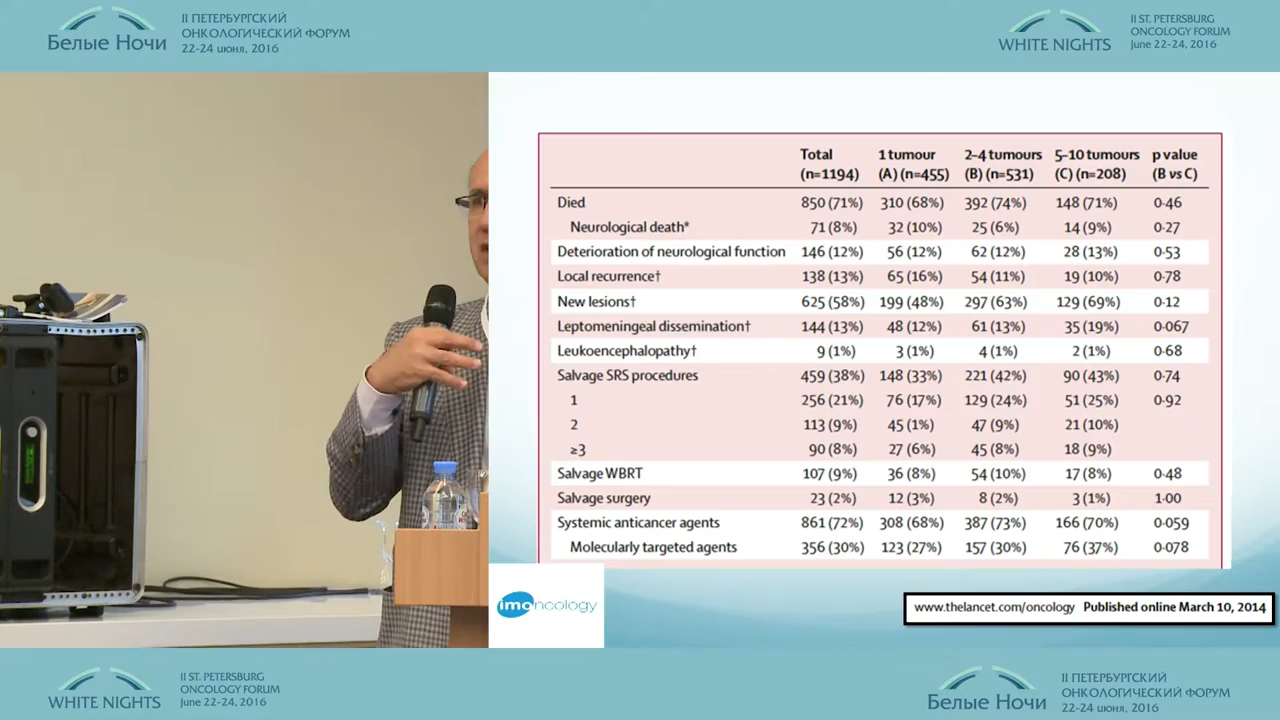 II ПЕТЕРБУРГСКИЙ
ОНКОЛОГИЧЕСКИЙ ФОРУМ
22-24 июня, 2016
Белые Ночи
II ST. PETERSBURG
ONCOLOGY FORUM
June 22-24, 2016
WHITE NIGHTS
Total 1 tumour 2–4 tumours 5–10 tumours p value
(n=1194) (A) (n=455) (B) (n=531) (C) (n=208) (B vs C)
Died 850 (71%) 310 (68%) 392 (74%) 148 (71%) 0·46
Neurological death* 71 (8%) 32 (10%) 25 (6%) 14 (9%) 0·27
Deterioration of neurological function 146 (12%) 56 (12%) 62 (12%) 28 (13%) 0·53
Local recurrence† 138 (13%) 65 (16%) 54 (11%) 19 (10%) 0·78
New lesions† 625 (58%) 199 (48%) 297 (63%) 129 (69%) 0·12
Leptomeningeal dissemination† 144 (13%) 48 (12%) 61 (13%) 35 (19%) 0·067
Leukoencephalopathy† 9 (1%) 3 (1%) 4 (1%) 2 (1%) 0·68
Salvage SRS procedures 459 (38%) 148 (33%) 221 (42%) 90 (43%) 0·74
1 256 (21%) 76 (17%) 129 (24%) 51 (25%) 0·92
2 113 (9%) 45 (1%) 47 (9%) 21 (10%)
≥3 90 (8%) 27 (6%) 45 (8%) 18 (9%)
Salvage WBRT 107 (9%) 36 (8%) 54 (10%) 17 (8%) 0·48
Salvage surgery 23 (2%) 12 (3%) 8 (2%) 3 (1%) 1·00
Systemic anticancer agents 861 (72%) 308 (68%) 387 (73%) 166 (70%) 0·059
Molecularly targeted agents 356 (30%) 123 (27%) 157 (30%) 76 (37%) 0·078
imoncology
www.thelancet.com/oncology Published online March 10, 2014
II ST. PETERSBURG
ONCOLOGY FORUM
June 22-24, 2016
WHITE NIGHTS
II ПЕТЕРБУРГСКИЙ
ОНКОЛОГИЧЕСКИЙ ФОРУМ
22-24 июня, 2016
Белые Ночи